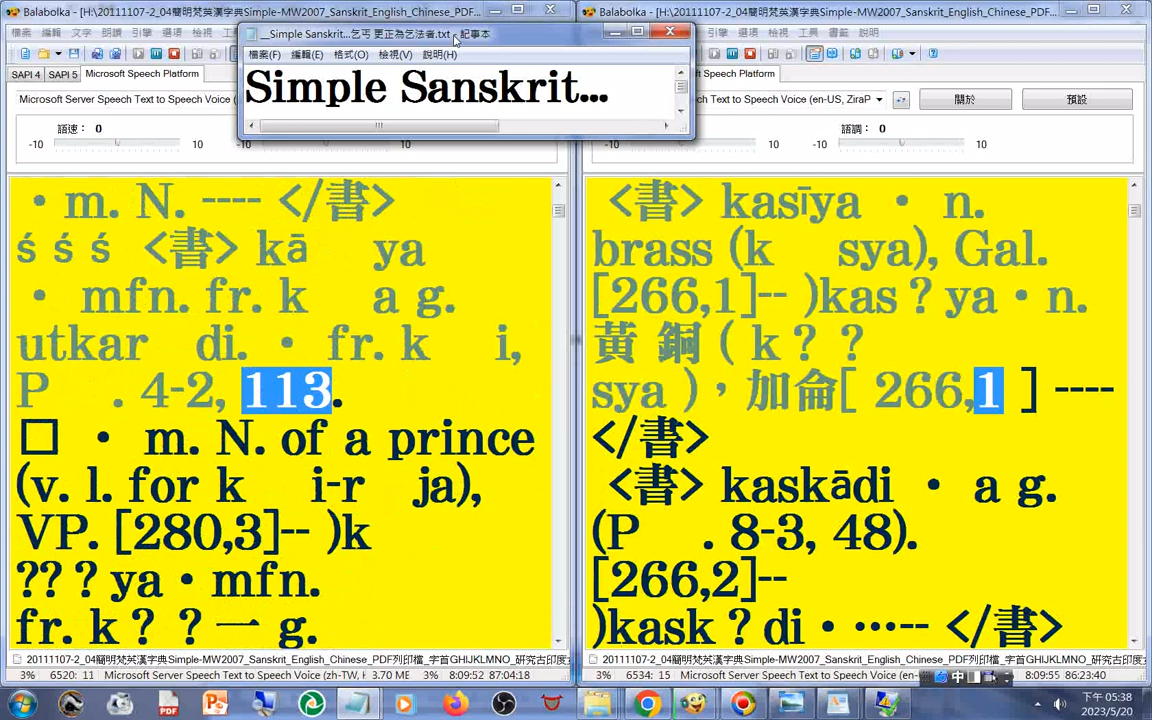 Balabolka - [H:\20111107-2_04簡明梵英漢字典Simple-MW2007_Sanskrit_English_Chinese_PDF...
Balabolka - [H:\20111107-2_04簡明梵英漢字典Simple-MW2007_Sanskrit_English_Chinese_PDF...
__Simple Sanskrit...乞丐 更正為乞法者.txt - 記事本
檔案(F) 編輯(E) 格式(O) 檢視(V) 說明(H)
Simple Sanskrit...
SAPI 4 SAPI 5 Microsoft Speech Platform
Microsoft Server Speech Text to Speech Voice (en-US, ZiraP
關於 預設
語速： 0
-10 10
語調： 0
-10 10
• m. N. ---- </書>
ś ś ś <書> kā ya
• mfn. fr. k a g.
utkar di. • fr. k i,
P . 4-2, 113.
□ • m. N. of a prince
(v. l. for k i-r ja),
VP. [280,3]-- )k
?? ? ya • mfn.
fr. k ? ? 一 g.
<書> kasīya • n.
brass (k sya), Gal.
[266,1]-- )kas ? ya • n.
黃 銅 ( k ? ?
sya )，加侖[ 266,1 ] ----
</書>
<書> kaskādi • a g.
(P . 8-3, 48).
[266,2]--
)kask ? di • ⋯-- </書>
20111107-2_04簡明梵英漢字典Simple-MW2007_Sanskrit_English_Chinese_PDF列印檔_字首GHIJKLMNO_研究古印度
3% 6520: 11 Microsoft Server Speech Text to Speech Voice (zh-TW, 3.70 ME 3% 8:09:52 87:04:18
20111107-2_04簡明梵英漢字典Simple-MW2007_Sanskrit_English_Chinese_PDF列印檔_字首GHIJKLMNO_研究古印度
3% 6534: 15 Microsoft Server Speech Text to Speech Voice 8:09:55 86:23:40
中
下午 05:38
2023/5/20